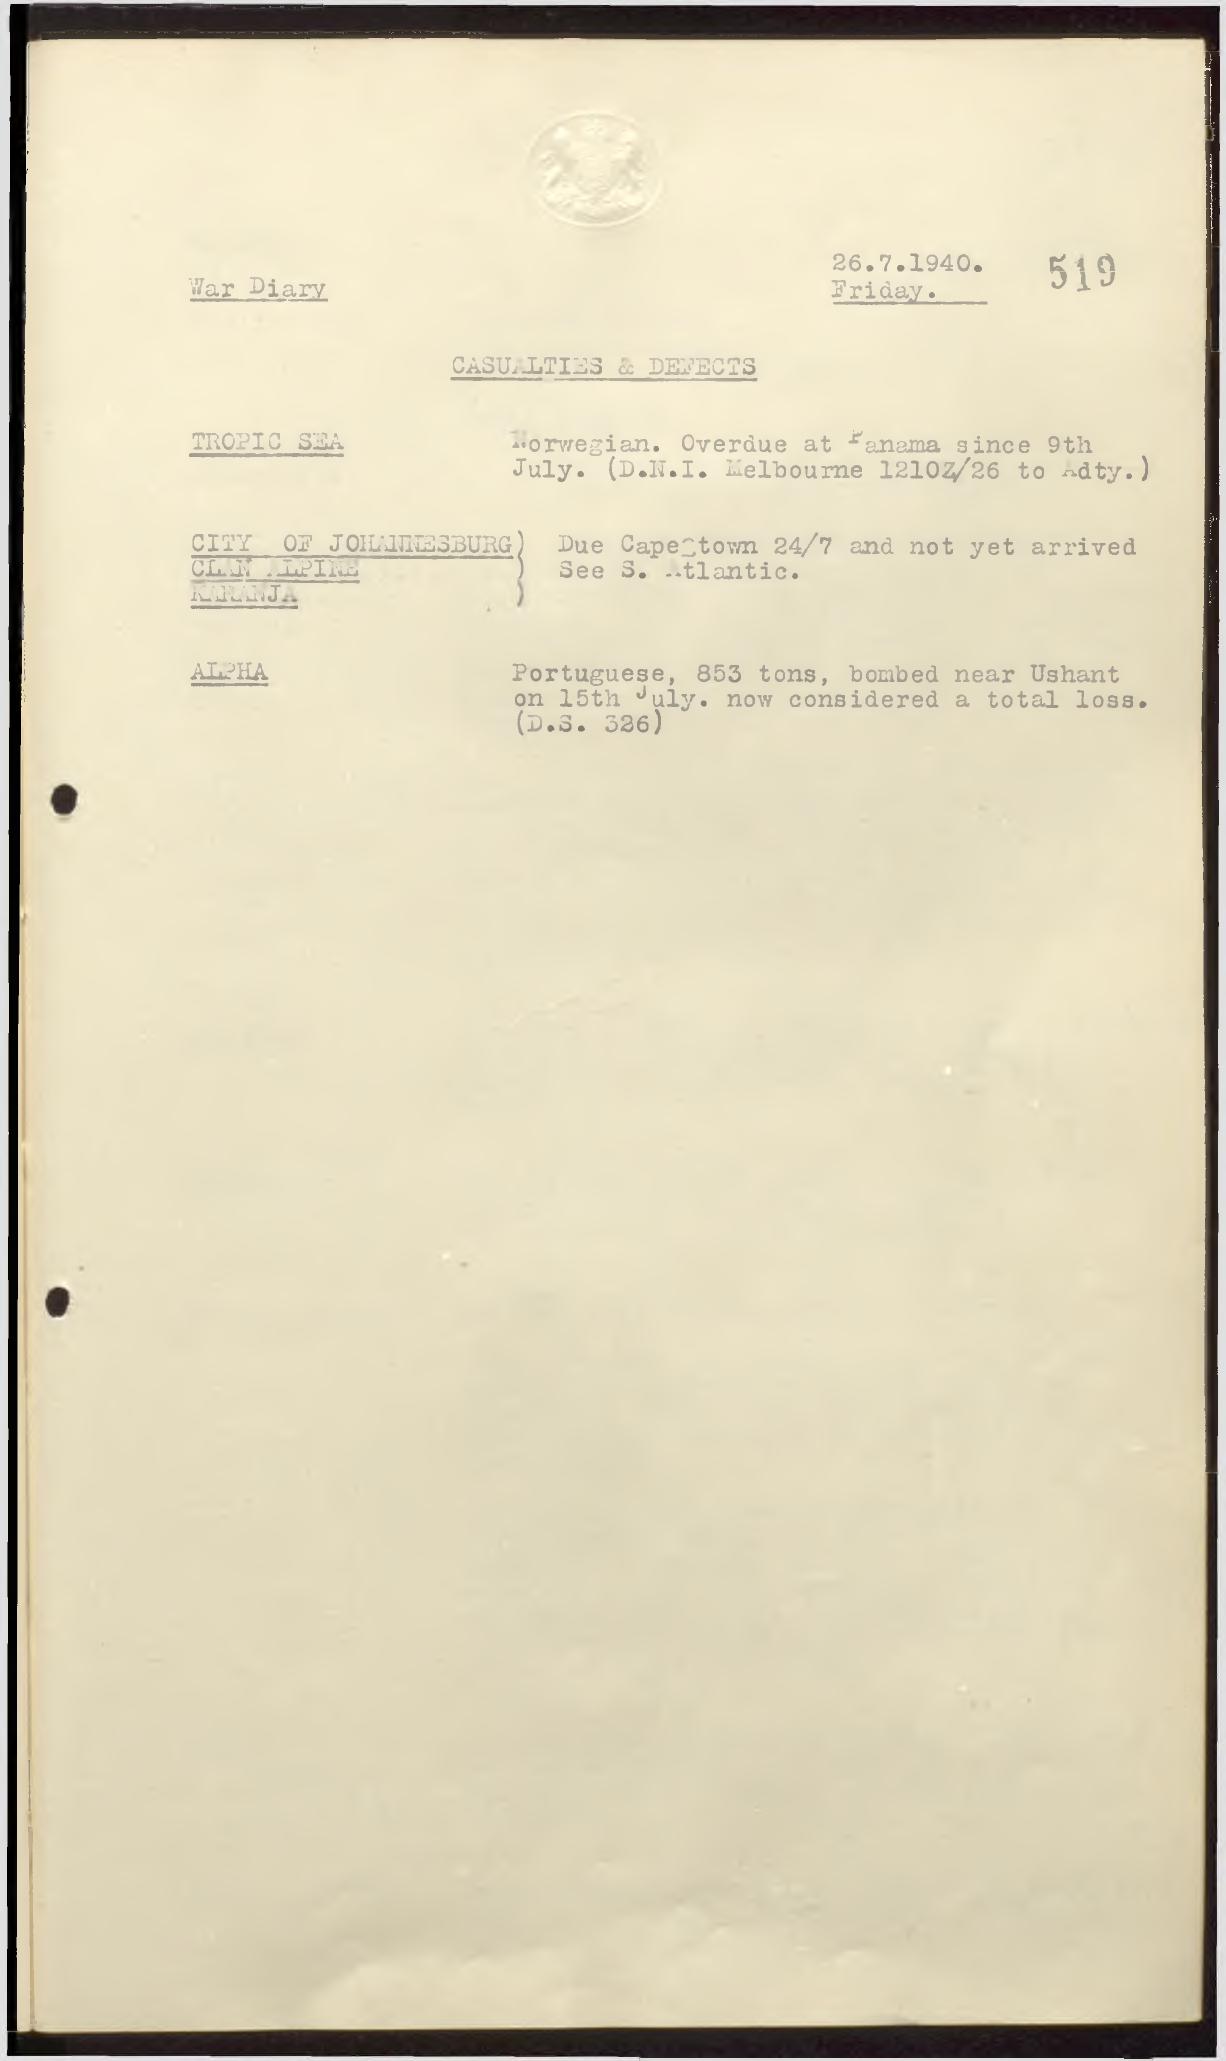 26.7.1940. 519
War Diary Friday.
CASUALTIES & DEFECTS
TROPIC SEA Norwegian. Overdue at Panama since 9th
July. (D.N.I. Melbourne 1210Z/26 to Adty.)
CITY OF JOHANNESBURG) Due Cape town 24/7 and not yet arrived
CLAN ALPINE ) See S. Atlantic.
KARANJA )
ALPHA Portuguese, 853 tons, bombed near Ushant
on 15th July. now considered a total loss.
(D.S. 326)